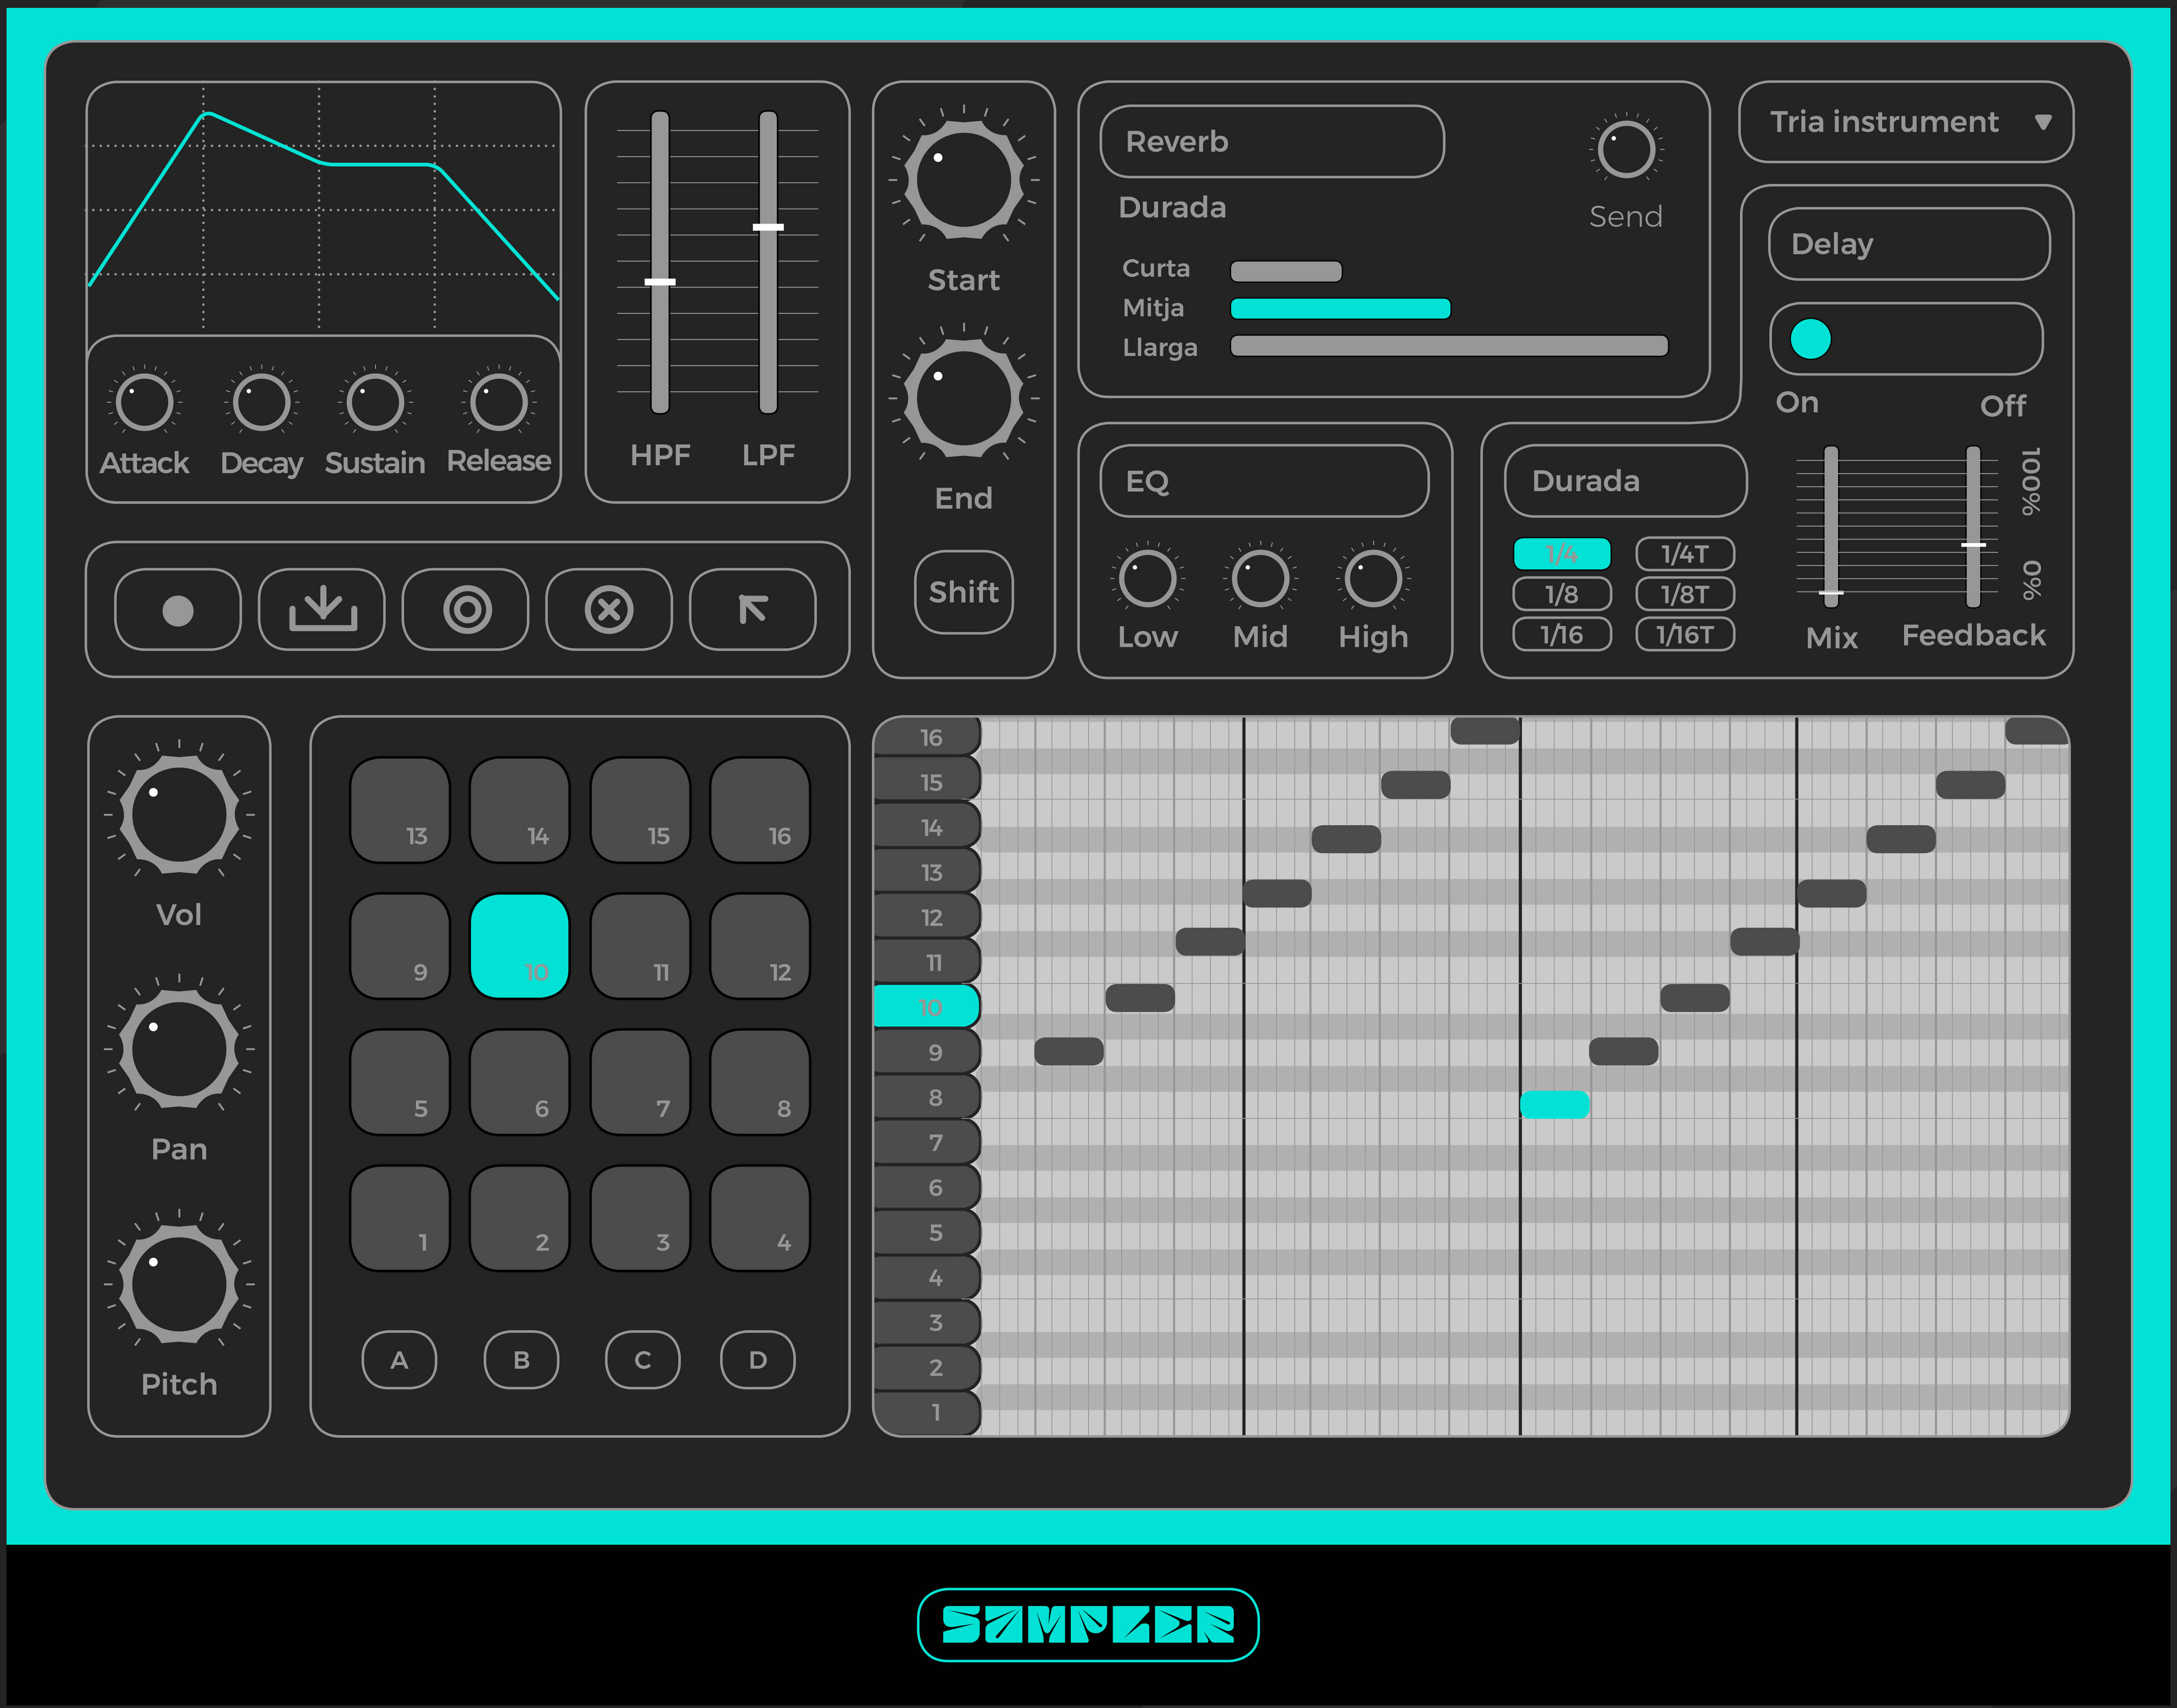 Attack Decay Sustain Release
HPF LPF
Start
End
Shift
Reverb
Send
Durada
Curta
Mitja
Llarga
Tria instrument
Delay
On Off
EQ
Low Mid High
Durada
1/4 1/4T
1/8 1/8T
1/16 1/16T
100%
0%
Mix Feedback
Vol
Pan
Pitch
13 14 15 16
9 10 11 12
5 6 7 8
1 2 3 4
A B C D
16
15
14
13
12
11
10
9
8
7
6
5
4
3
2
1
SAMPLER